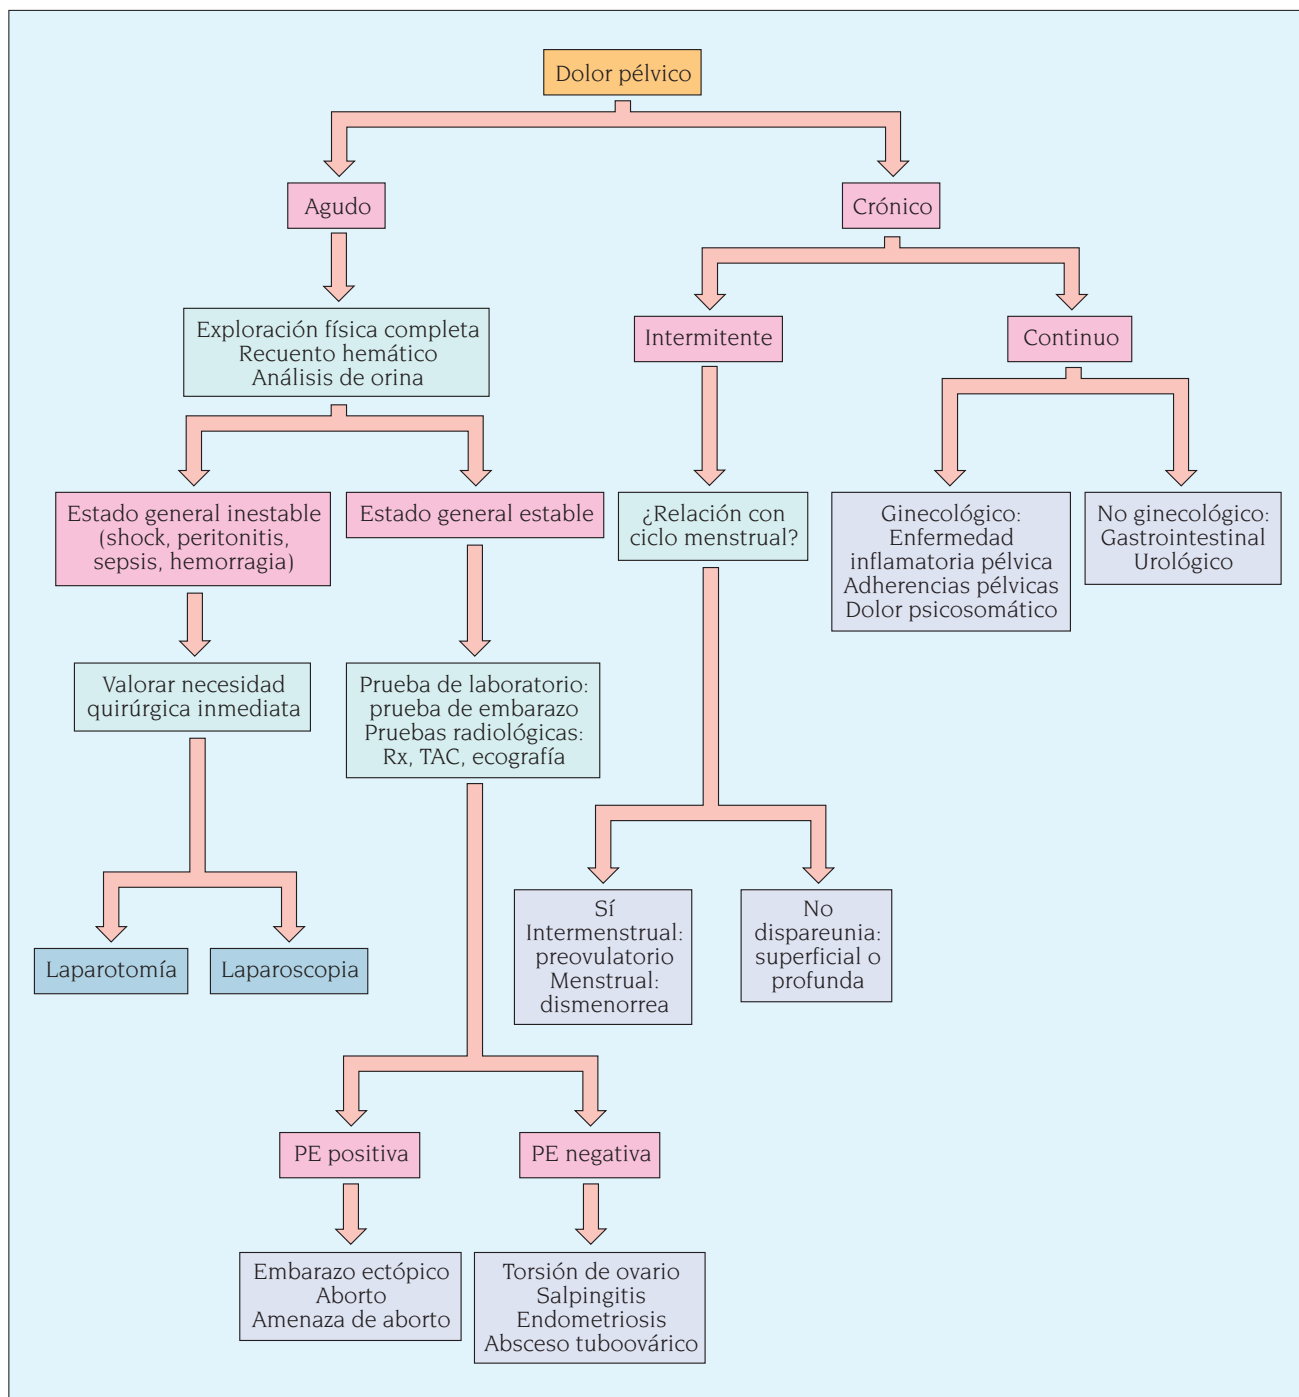 Dolor pélvico
Agudo
Crónico
Exploración física completa
Recuento hemático
Análisis de orina
Intermitente
Continuo
Estado general inestable
(shock, peritonitis,
sepsis, hemorragia)
Estado general estable
¿Relación con
ciclo menstrual?
Ginecológico:
Enfermedad
inflamatoria pélvica
Adherencias pélvicas
Dolor psicosomático
No ginecológico:
Gastrointestinal
Urológico
Valorar necesidad
quirúrgica inmediata
Prueba de laboratorio:
prueba de embarazo
Pruebas radiológicas:
Rx, TAC, ecografía
Sí
Intermenstrual:
preovulatorio
Menstrual:
dismenorrea
No
dispareunia:
superficial o
profunda
Laparotomía
Laparoscopia
PE positiva
PE negativa
Embarazo ectópico
Aborto
Amenaza de aborto
Torsión de ovario
Salpingitis
Endometriosis
Absceso tuboovárico